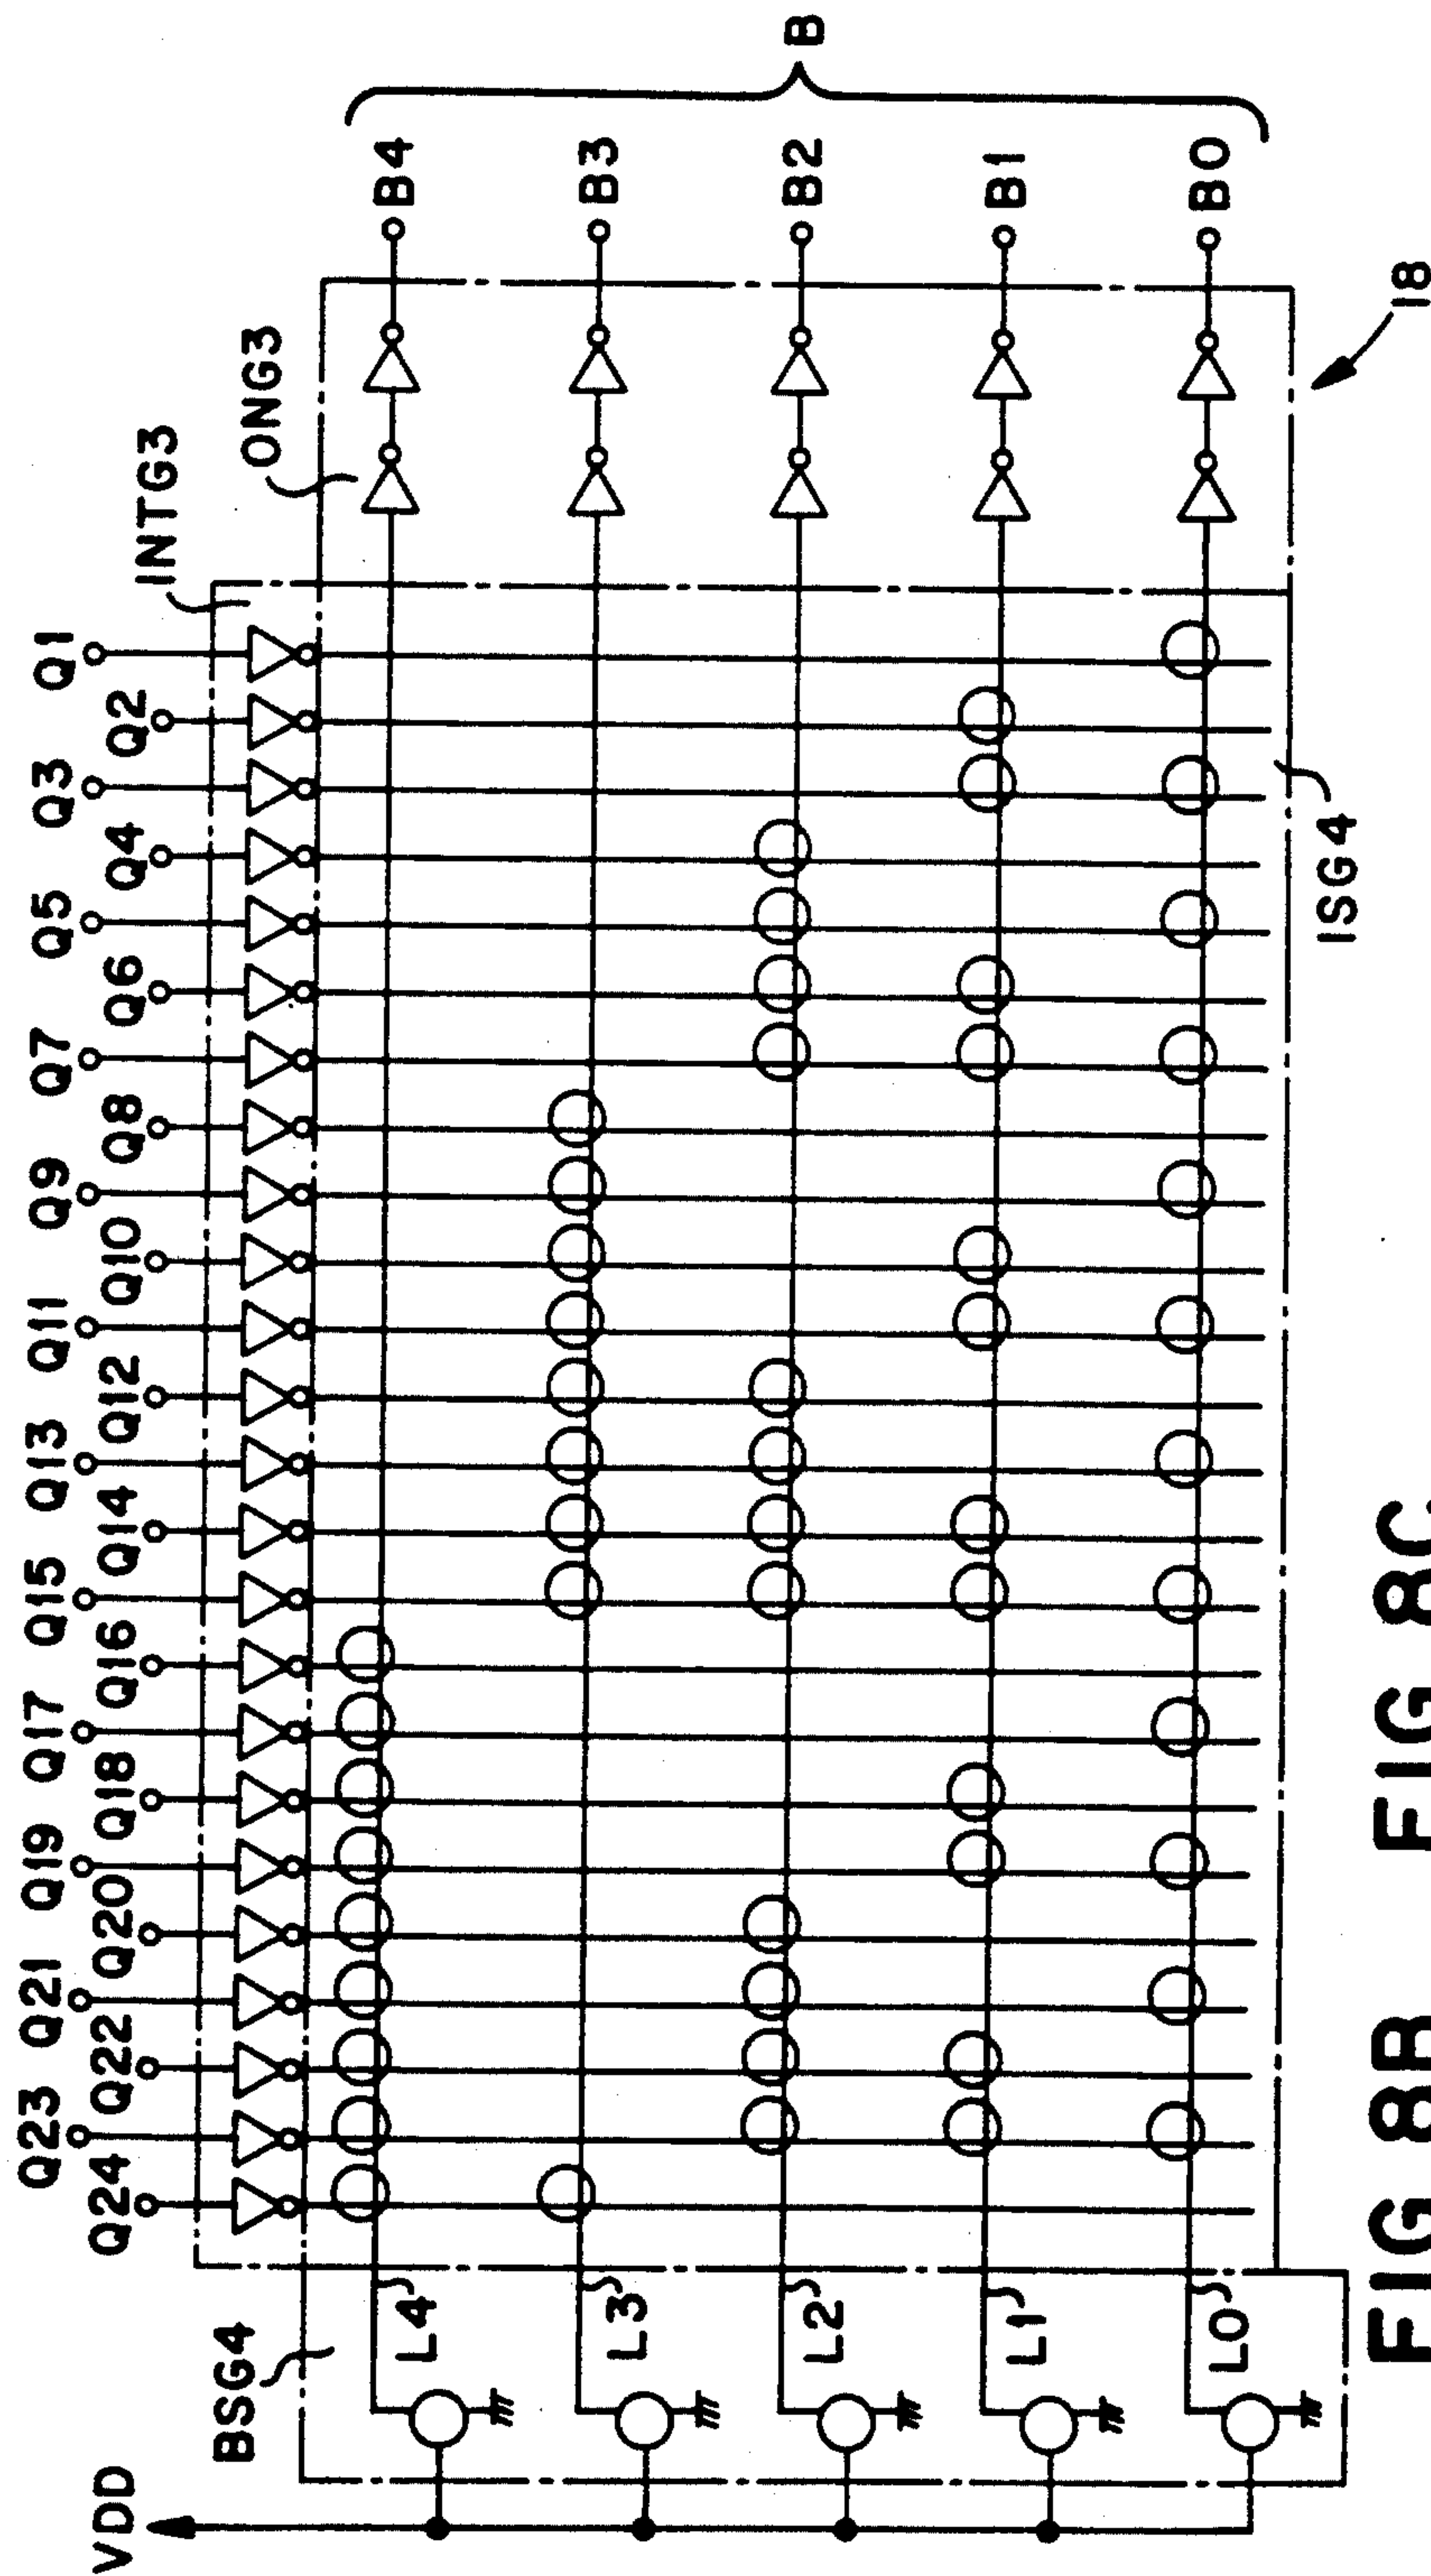 VDD
BSG4
Q24
Q23
Q22
Q21
Q20
Q19
Q18
Q17
Q16
Q15
Q14
Q13
Q12
Q11
Q10
Q9
Q8
Q7
Q6
Q5
Q4
Q3
Q2
Q1
INTG3
ONG3
L4
L3
L2
L1
L0
B4
B3
B2
B1
B0
B
ISG4
18
FIG 8B
FIG 8C